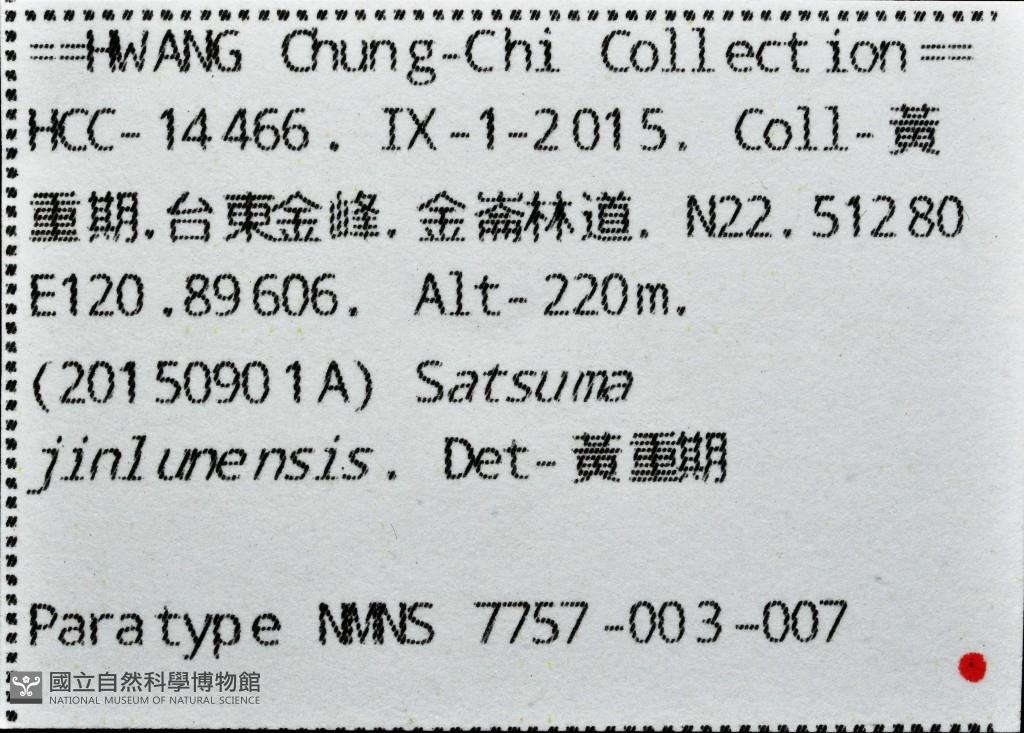 ==HWANG Chung-Chi Collection==
HCC-14466. IX-1-2015. Coll-黃
重期.台東金峰.金崙林道. N22.51280
E120.89606. Alt-220m.
(20150901A) Satsuma
jinlunensis. Det-黃重期
Paratype NMNS 7757-003-007
國立自然科學博物館
NATIONAL MUSEUM OF NATURAL SCIENCE